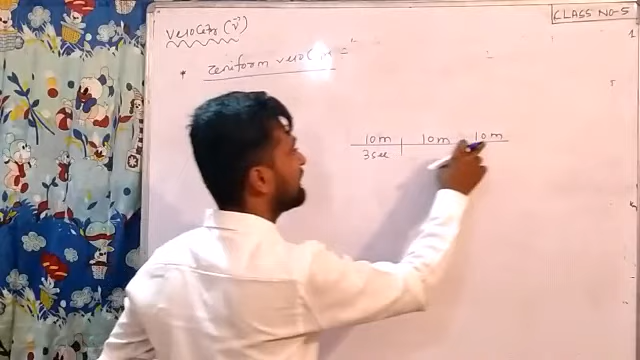 CLASS NO-5
Velocity (v⃗)
uniform velocity :-
10m 10m 10m
3sec